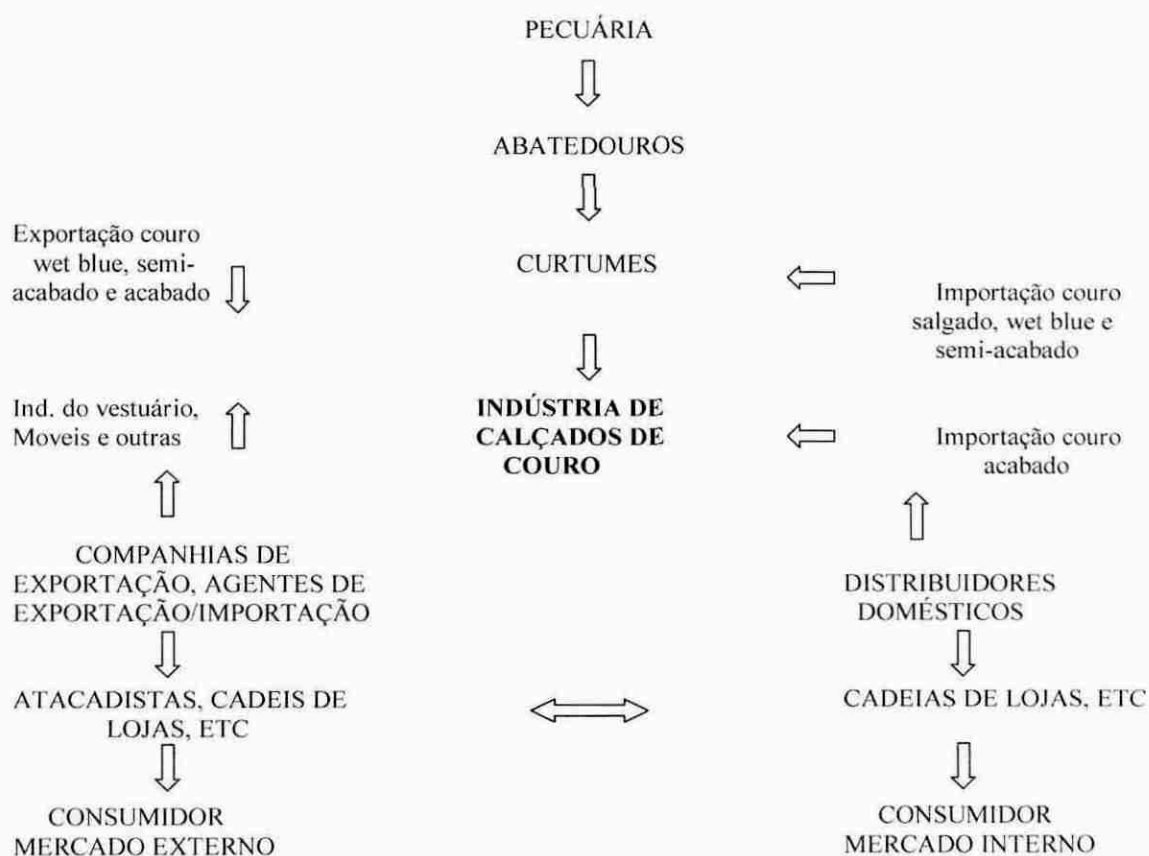 PECUÁRIA
ABATEDOUROS
Exportação couro
wet blue, semi-
acabado e acabado
CURTUMES
Importação couro
salgado, wet blue e
semi-acabado
Ind. do vestuário,
Moveis e outras
INDÚSTRIA DE
CALÇADOS DE
COURO
Importação couro
acabado
COMPANHIAS DE
EXPORTAÇÃO, AGENTES DE
EXPORTAÇÃO/IMPORTAÇÃO
DISTRIBUIDORES
DOMÉSTICOS
ATACADISTAS, CADEIS DE
LOJAS, ETC
CADEIAS DE LOJAS, ETC
CONSUMIDOR
MERCADO EXTERNO
CONSUMIDOR
MERCADO INTERNO